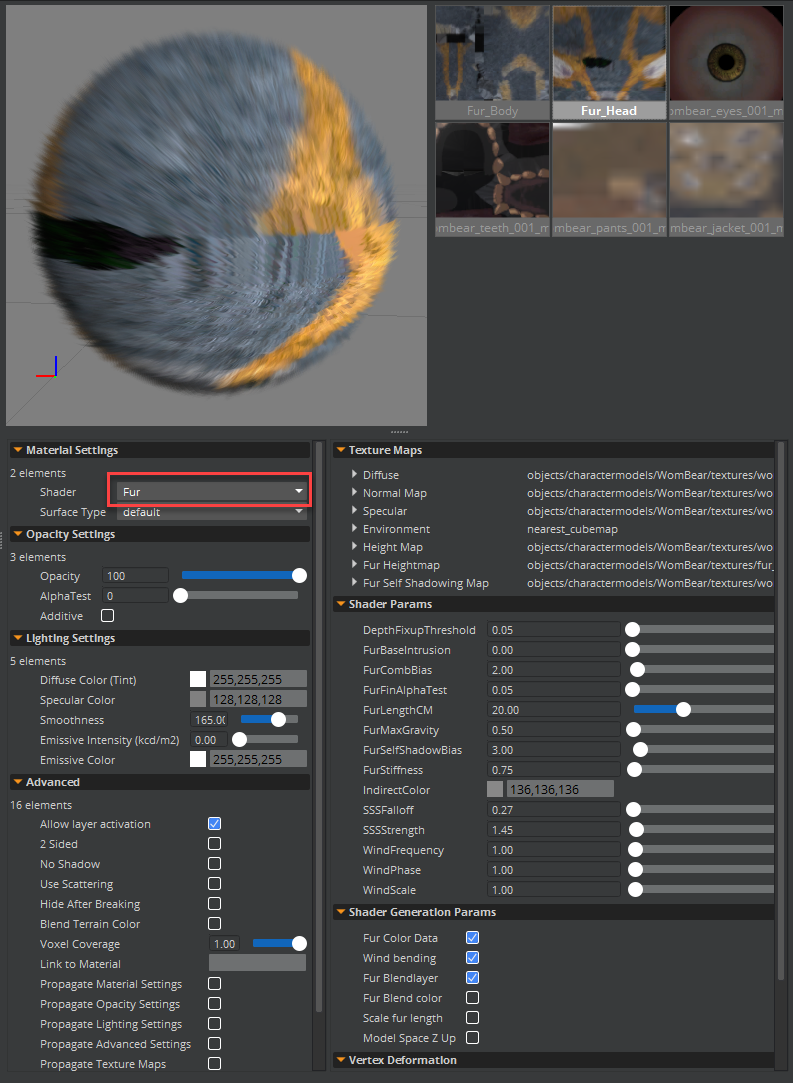 Fur_Body
Fur_Head
ombear_eyes_001_m
ombear_teeth_001_m
mbear_pants_001_m
mbear_jacket_001_m
Material Settings
2 elements
Shader Fur
Surface Type default
Opacity Settings
3 elements
Opacity 100
AlphaTest 0
Additive
Lighting Settings
5 elements
Diffuse Color (Tint) 255,255,255
Specular Color 128,128,128
Smoothness 165.00
Emissive Intensity (kcd/m2) 0.00
Emissive Color 255,255,255
Advanced
16 elements
Allow layer activation
2 Sided
No Shadow
Use Scattering
Hide After Breaking
Blend Terrain Color
Voxel Coverage 1.00
Link to Material
Propagate Material Settings
Propagate Opacity Settings
Propagate Lighting Settings
Propagate Advanced Settings
Propagate Texture Maps
Texture Maps
Diffuse objects/charactermodels/WomBear/textures/wo
Normal Map objects/charactermodels/WomBear/textures/wo
Specular objects/charactermodels/WomBear/textures/wo
Environment nearest_cubemap
Height Map objects/charactermodels/WomBear/textures/wo
Fur Heightmap objects/charactermodels/WomBear/textures/fur_
Fur Self Shadowing Map objects/charactermodels/WomBear/textures/wo
Shader Params
DepthFixupThreshold 0.05
FurBaseIntrusion 0.00
FurCombBias 2.00
FurFinAlphaTest 0.05
FurLengthCM 20.00
FurMaxGravity 0.50
FurSelfShadowBias 3.00
FurStiffness 0.75
IndirectColor 136,136,136
SSSFalloff 0.27
SSSStrength 1.45
WindFrequency 1.00
WindPhase 1.00
WindScale 1.00
Shader Generation Params
Fur Color Data
Wind bending
Fur Blendlayer
Fur Blend color
Scale fur length
Model Space Z Up
Vertex Deformation